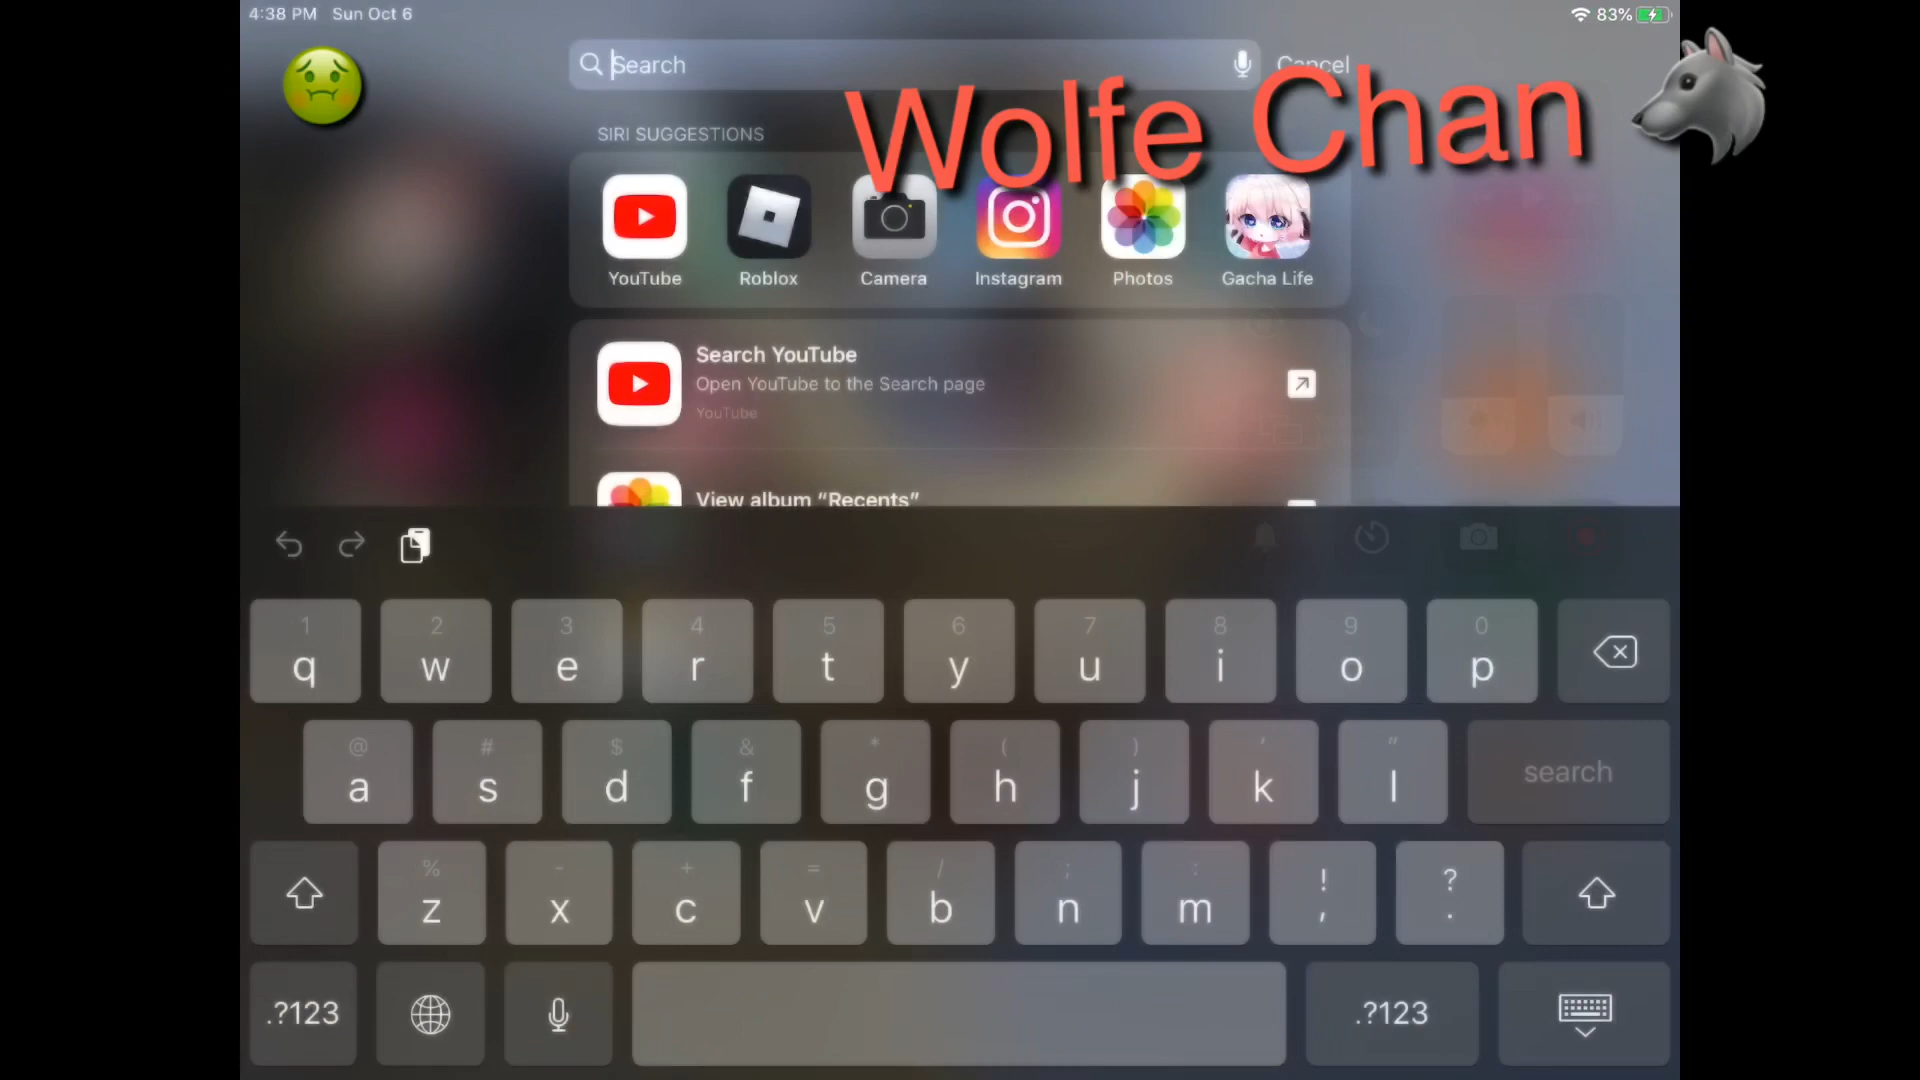 4:38 PM Sun Oct 6
83%
Search
Cancel
Wolfe Chan
SIRI SUGGESTIONS
YouTube Roblox Camera Instagram Photos Gacha Life
Search YouTube
Open YouTube to the Search page
YouTube
View album “Recents”
1 2 3 4 5 6 7 8 9 0
q w e r t y u i o p
@ # $ & * ( ) ' "
a s d f g h j k l search
% - + = / ; : ! ?
z x c v b n m , .
.?123 .?123